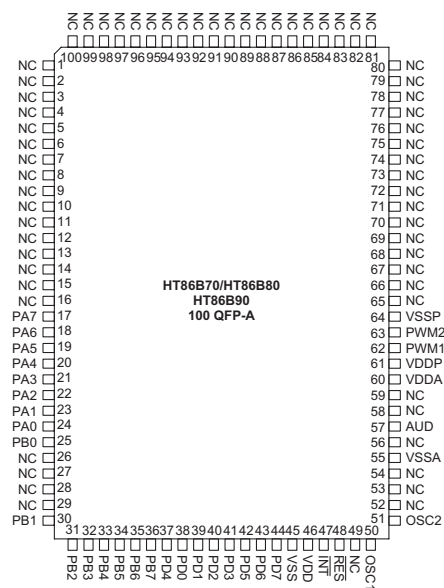 NC NC NC NC NC NC NC NC NC NC NC NC NC NC NC NC NC NC NC NC
100 99 98 97 96 95 94 93 92 91 90 89 88 87 86 85 84 83 82 81
NC 1
NC 2
NC 3
NC 4
NC 5
NC 6
NC 7
NC 8
NC 9
NC 10
NC 11
NC 12
NC 13
NC 14
NC 15
NC 16
PA7 17
PA6 18
PA5 19
PA4 20
PA3 21
PA2 22
PA1 23
PA0 24
PB0 25
NC 26
NC 27
NC 28
NC 29
PB1 30
HT86B70/HT86B80
HT86B90
100 QFP-A
80 NC
79 NC
78 NC
77 NC
76 NC
75 NC
74 NC
73 NC
72 NC
71 NC
70 NC
69 NC
68 NC
67 NC
66 NC
65 NC
64 VSSP
63 PWM2
62 PWM1
61 VDDP
60 VDDA
59 NC
58 NC
57 AUD
56 NC
55 VSSA
54 NC
53 NC
52 NC
51 OSC2
31 32 33 34 35 36 37 38 39 40 41 42 43 44 45 46 47 48 49 50
PB2 PB3 PB4 PB5 PB6 PB7 PD4 PD0 PD1 PD2 PD3 PD5 PD6 PD7 VSS VDD INT RES NC OSC1